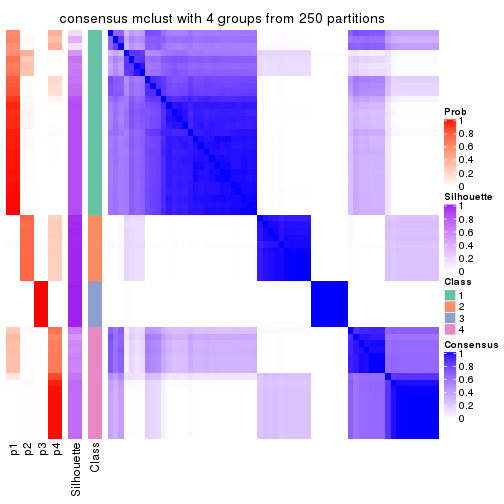 consensus mclust with 4 groups from 250 partitions
Prob
1
0.8
0.6
0.4
0.2
0
Silhouette
1
0.8
0.6
0.4
0.2
0
Class
1
2
3
4
Consensus
1
0.8
0.6
0.4
0.2
0
p1
p2
p3
p4
Silhouette
Class